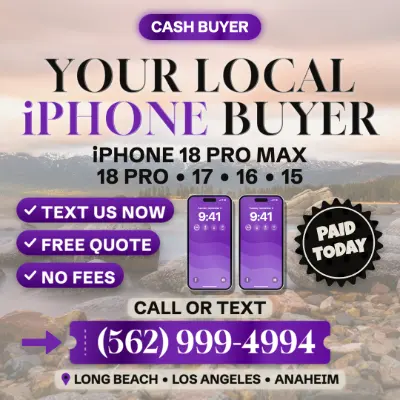 CASH BUYER
YOUR LOCAL
iPHONE BUYER
iPHONE 18 PRO MAX
18 PRO • 17 • 16 • 15
TEXT US NOW
FREE QUOTE
NO FEES
9:41
9:41
PAID
TODAY
CALL OR TEXT
(562) 999-4994
LONG BEACH • LOS ANGELES • ANAHEIM